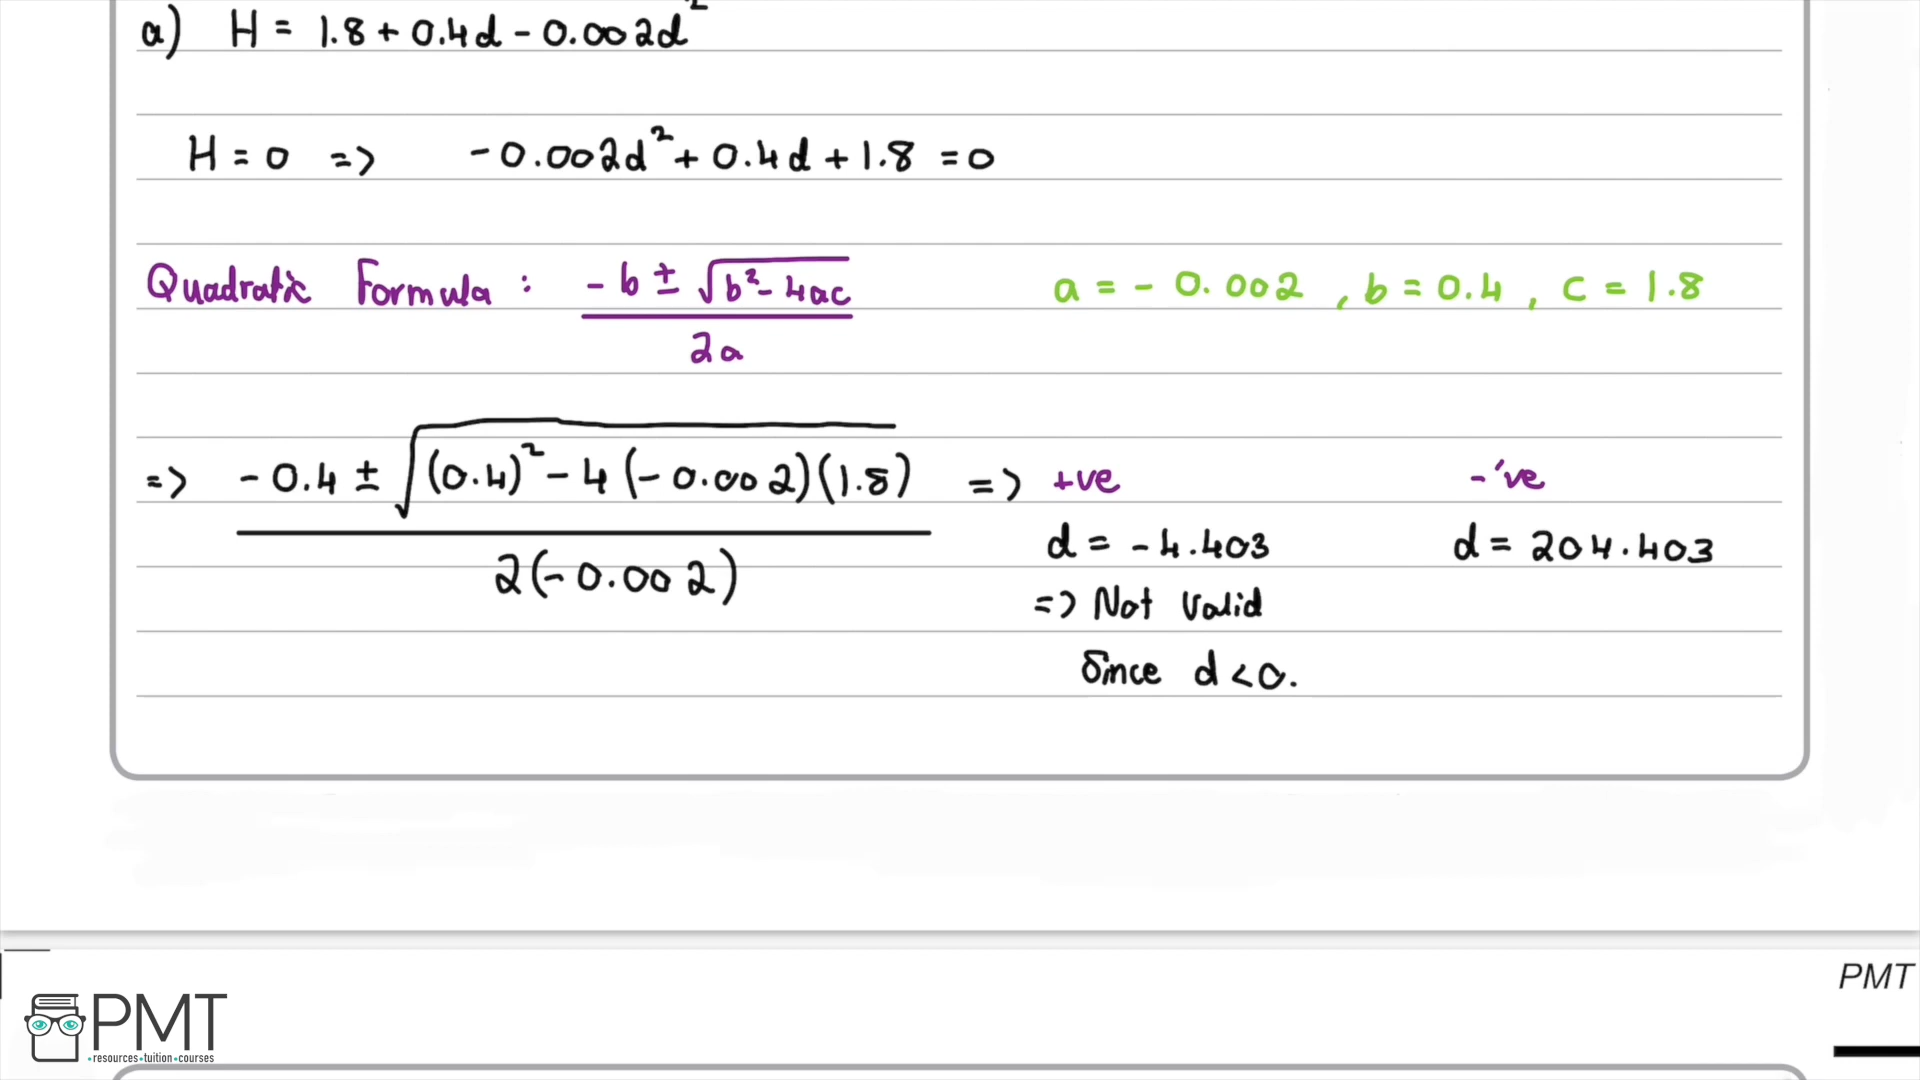 a) H = 1.8 + 0.4d - 0.002d²
H = 0 => -0.002d² + 0.4d + 1.8 = 0
Quadratic Formula : (-b ± √(b² - 4ac)) / 2a a = -0.002 , b = 0.4 , c = 1.8
=> (-0.4 ± √((0.4)² - 4(-0.002)(1.8))) / 2(-0.002) => +ve -'ve
d = -4.403 d = 204.403
=> Not Valid
Since d < 0.
PMT
PMT
•resources•tuition•courses